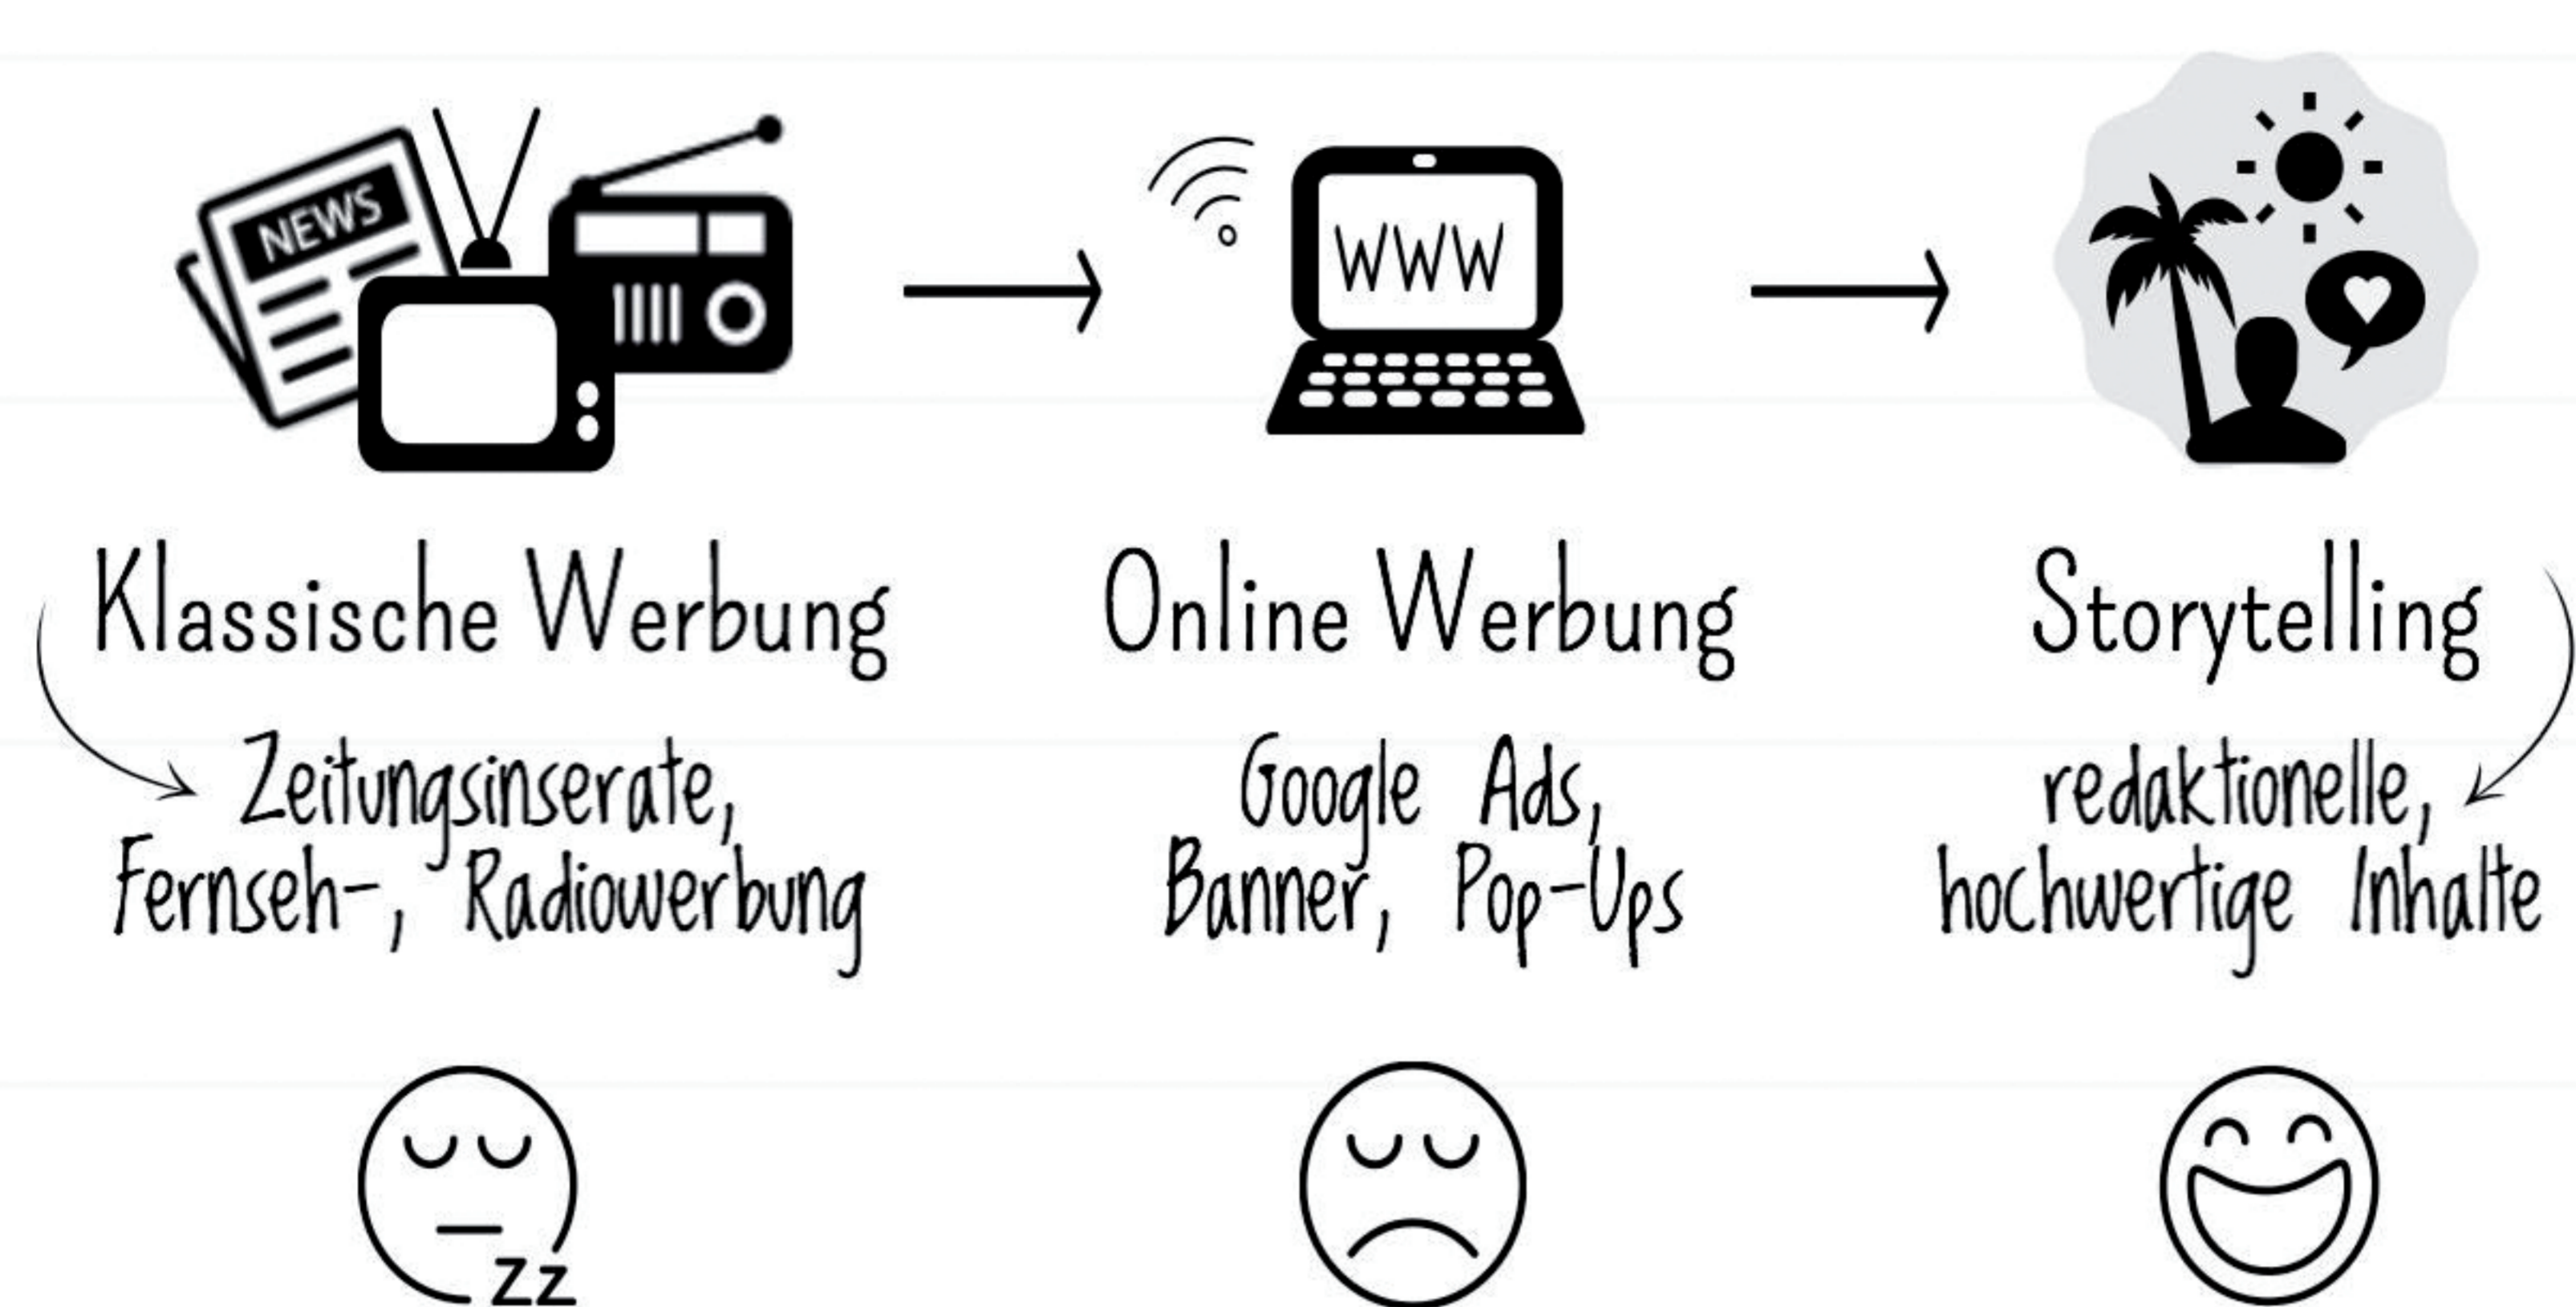 NEWS
WWW
Klassische Werbung
Online Werbung
Storytelling
Zeitungsinserate,
Fernseh-, Radiowerbung
Google Ads,
Banner, Pop-Ups
redaktionelle,
hochwertige Inhalte
zz